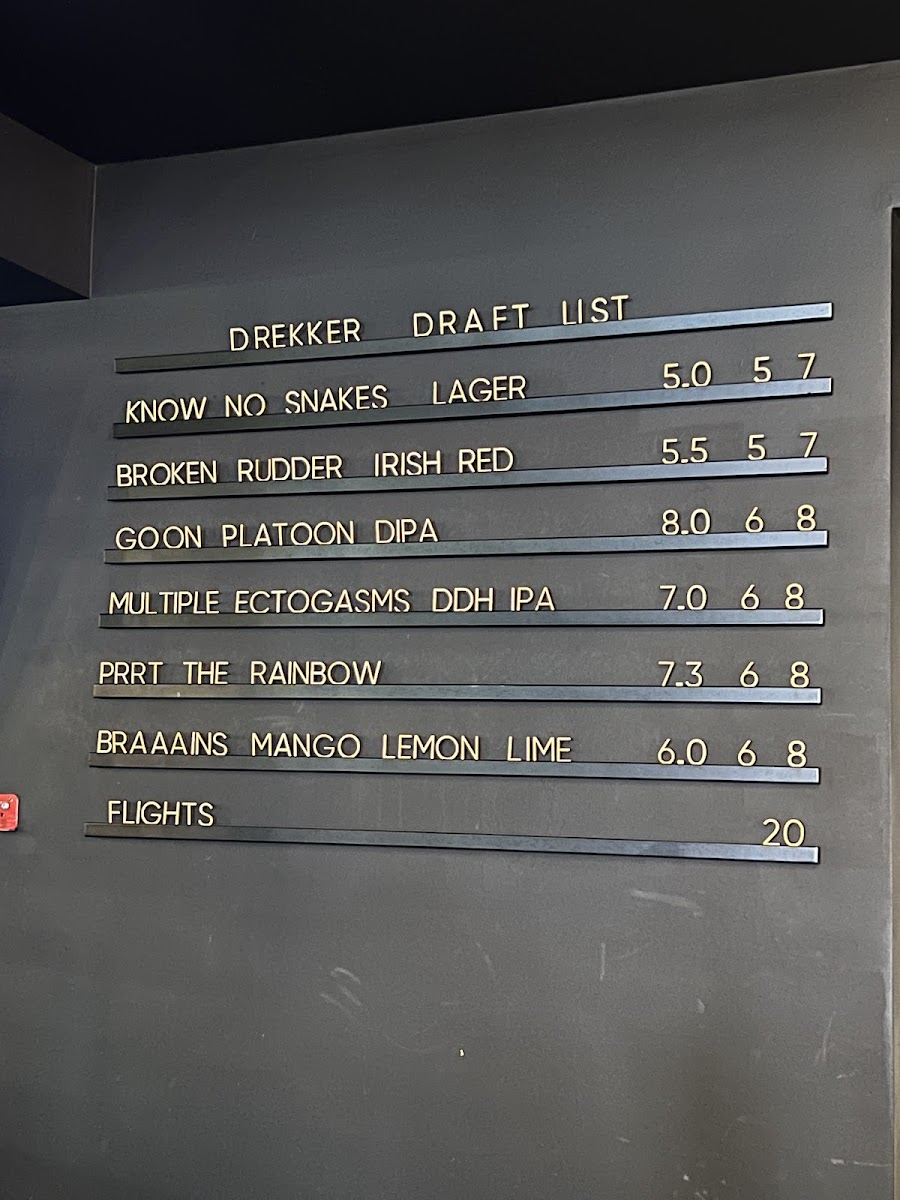 DREKKER DRAFT LIST
KNOW NO SNAKES LAGER 5.0 5 7
BROKEN RUDDER IRISH RED 5.5 5 7
GOON PLATOON DIPA 8.0 6 8
MULTIPLE ECTOGASMS DDH IPA 7.0 6 8
PRRT THE RAINBOW 7.3 6 8
BRAAAINS MANGO LEMON LIME 6.0 6 8
FLIGHTS 20